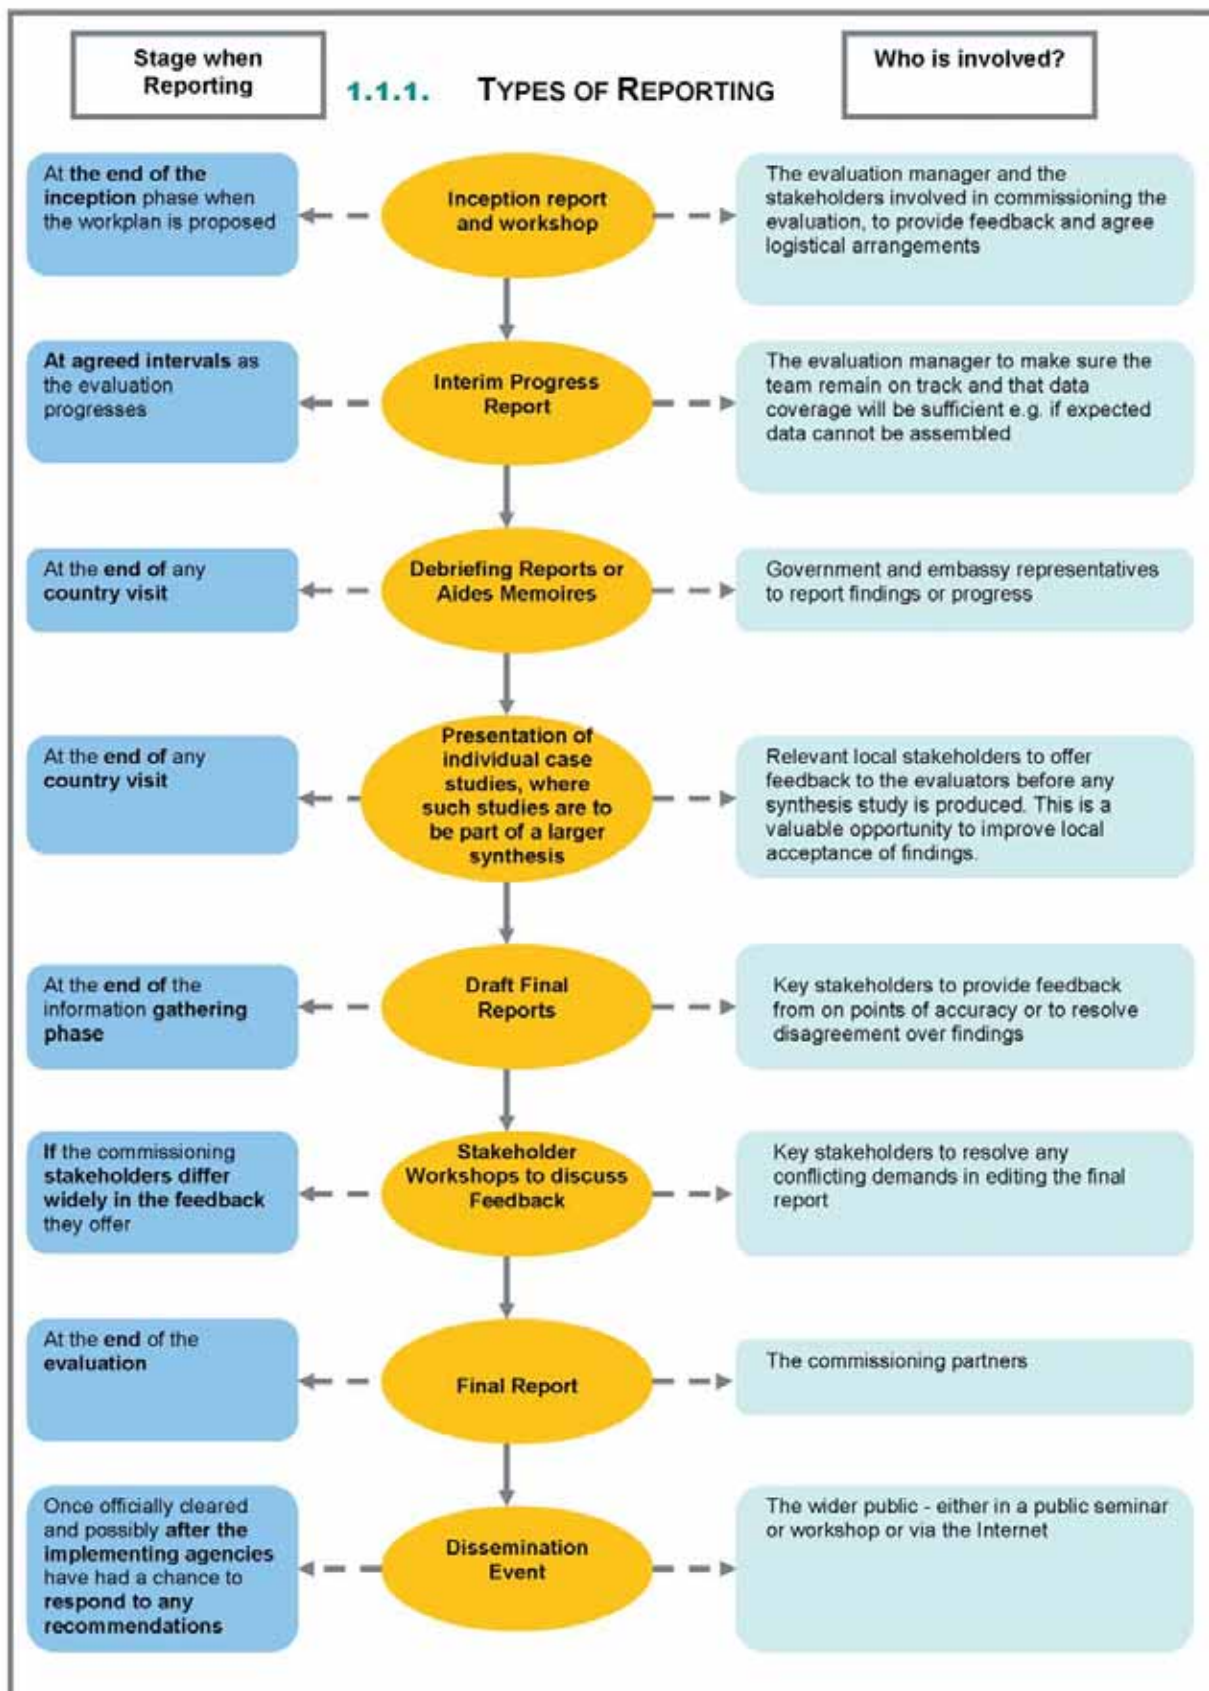 Stage when
Reporting
1.1.1. TYPES OF REPORTING
Who is involved?
At the end of the
inception phase when
the workplan is proposed
Inception report
and workshop
The evaluation manager and the
stakeholders involved in commissioning the
evaluation, to provide feedback and agree
logistical arrangements
At agreed intervals as
the evaluation
progresses
Interim Progress
Report
The evaluation manager to make sure the
team remain on track and that data
coverage will be sufficient e.g. if expected
data cannot be assembled
At the end of any
country visit
Debriefing Reports or
Aides Memoires
Government and embassy representatives
to report findings or progress
At the end of any
country visit
Presentation of
individual case
studies, where
such studies are to
be part of a larger
synthesis
Relevant local stakeholders to offer
feedback to the evaluators before any
synthesis study is produced. This is a
valuable opportunity to improve local
acceptance of findings.
At the end of the
information gathering
phase
Draft Final
Reports
Key stakeholders to provide feedback
from on points of accuracy or to resolve
disagreement over findings
If the commissioning
stakeholders differ
widely in the feedback
they offer
Stakeholder
Workshops to discuss
Feedback
Key stakeholders to resolve any
conflicting demands in editing the final
report
At the end of the
evaluation
Final Report
The commissioning partners
Once officially cleared
and possibly after the
implementing agencies
have had a chance to
respond to any
recommendations
Dissemination
Event
The wider public - either in a public seminar
or workshop or via the Internet